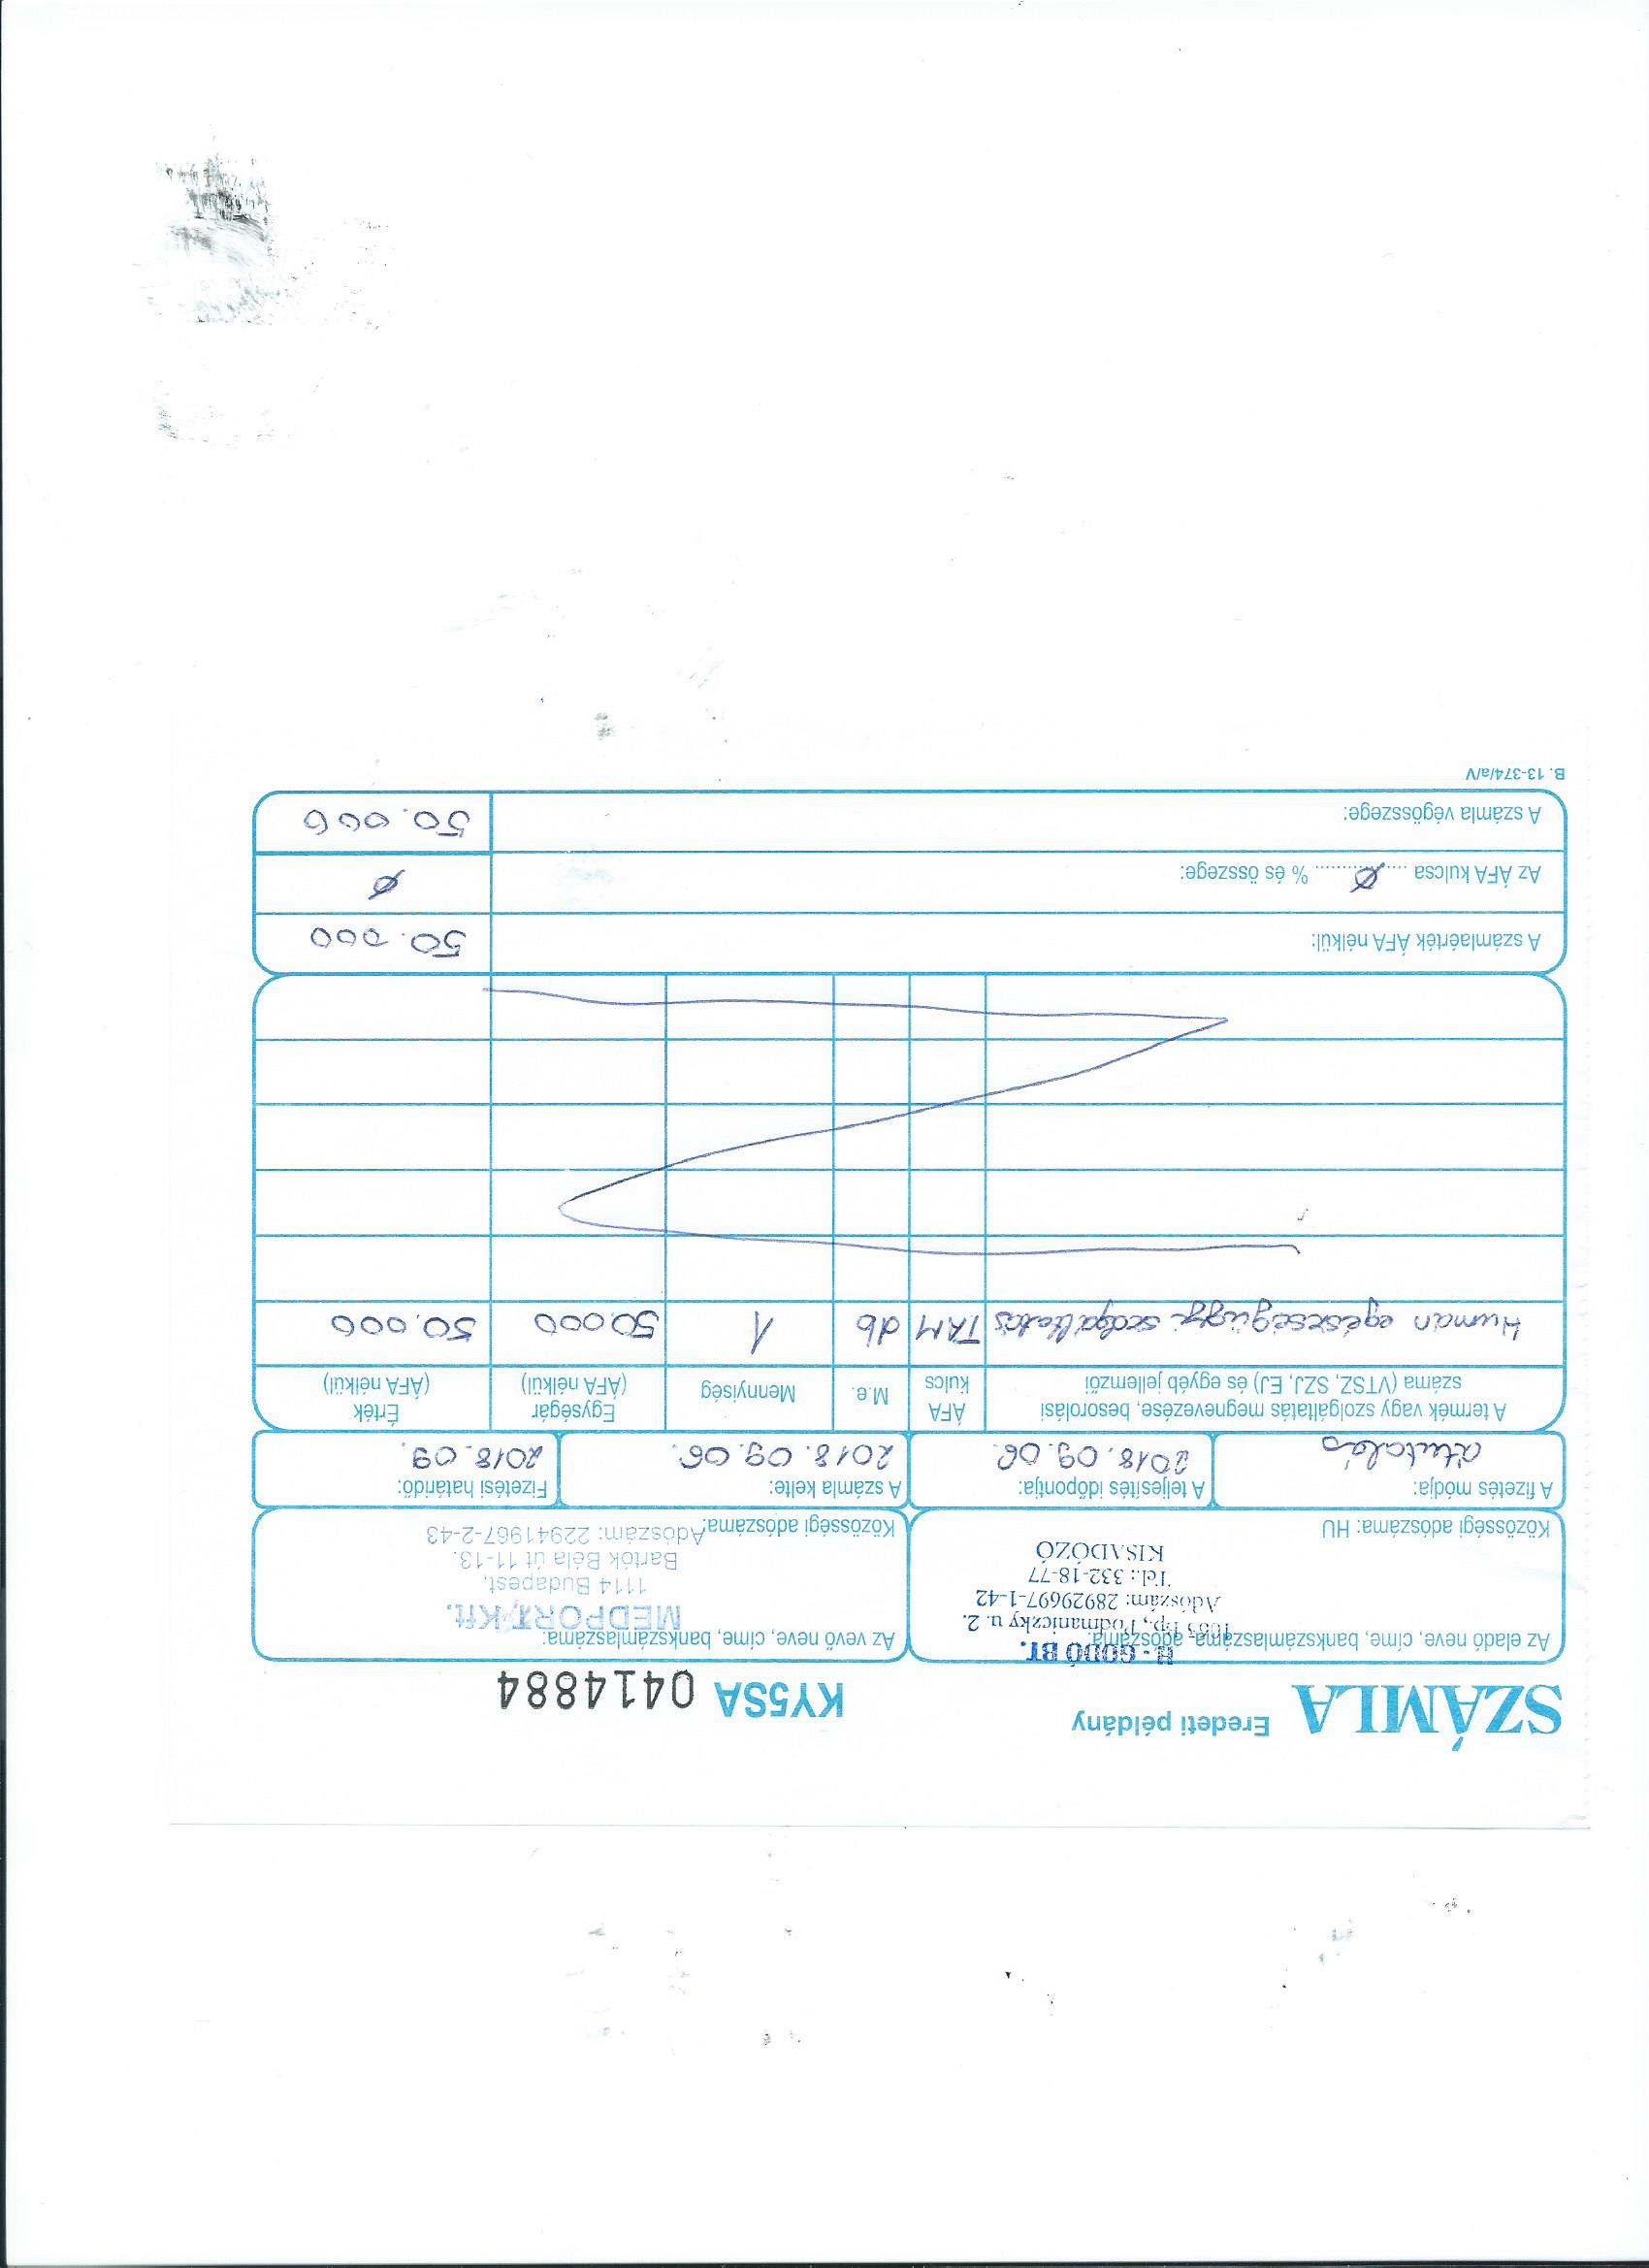 SZÁMLA Eredeti példány KY5SA 0414884
Az eladó neve, címe, bankszámlaszáma, adószáma:
H - GODÓ BT.
1063 Bp., Podmaniczky u. 2.
Adószám: 28929697-1-42
Tel.: 332-18-77
KISADÓZÓ
Közösségi adószáma: HU
Az vevő neve, címe, bankszámlaszáma:
MEDPORT Kft.
1114 Budapest,
Bartók Béla út 11-13.
Adószám: 22941967-2-43
Közösségi adószáma:
A fizetés módja: A teljesítés időpontja: A számla kelte: Fizetési határidő:
átutalás 2018. 09. 06. 2018. 09. 06. 2018. 09.
A termék vagy szolgáltatás megnevezése, besorolási száma (VTSZ, SZJ, EJ) és egyéb jellemzői
ÁFA kulcs
M.e.
Mennyiség
Egységár (ÁFA nélkül)
Érték (ÁFA nélkül)
Humán egészségügyi szolgáltatás TAM db 1 50000 50.000
A számlaérték ÁFA nélkül: 50.000
Az ÁFA kulcsa ..... Ø ..... % és összege: Ø
A számla végösszege: 50.000
B. 13-374/a/V